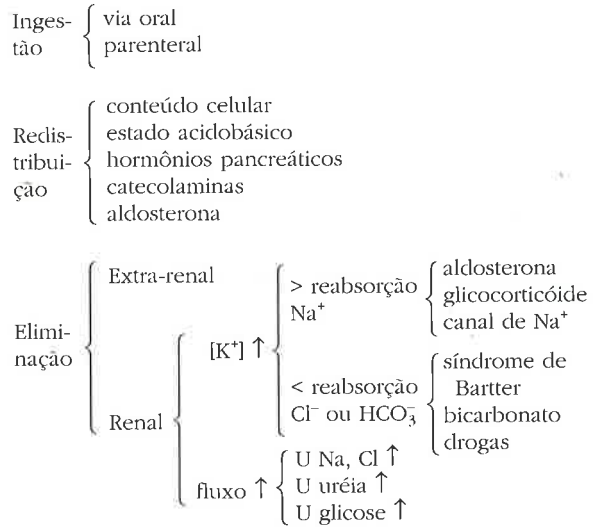 Inges-
tão
via oral
parenteral
Redis-
tribui-
ção
conteúdo celular
estado acidobásico
hormônios pancreáticos
catecolaminas
aldosterona
Elimi-
nação
Extra-renal
Renal
[K⁺] ↑
> reabsorção
Na⁺
aldosterona
glicocorticóide
canal de Na⁺
< reabsorção
Cl⁻ ou HCO₃⁻
síndrome de
Bartter
bicarbonato
drogas
fluxo ↑
U Na, Cl ↑
U uréia ↑
U glicose ↑